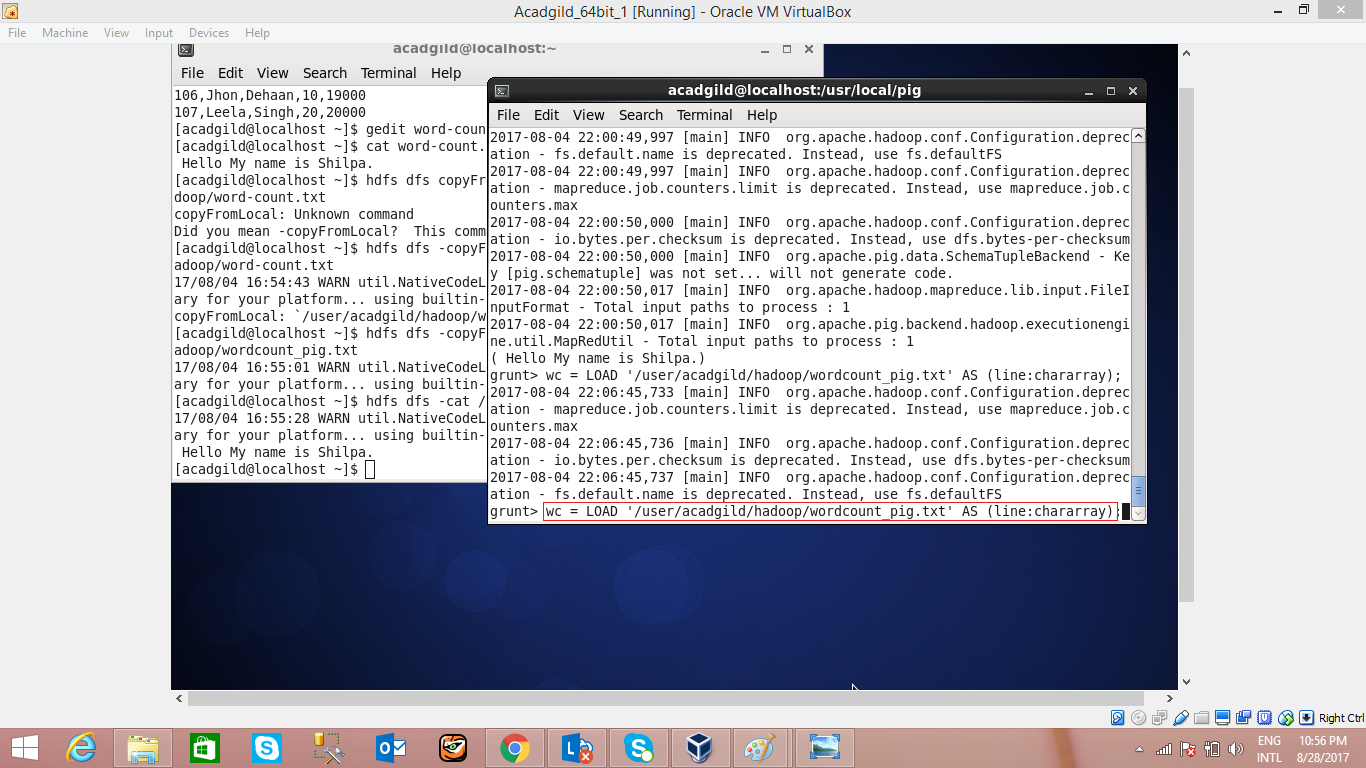 Acadgild_64bit_1 [Running] - Oracle VM VirtualBox
File Machine View Input Devices Help
acadgild@localhost:~
File Edit View Search Terminal Help
106,Jhon,Dehaan,10,19000
107,Leela,Singh,20,20000
[acadgild@localhost ~]$ gedit word-coun
[acadgild@localhost ~]$ cat word-count.
Hello My name is Shilpa.
[acadgild@localhost ~]$ hdfs dfs copyFr
doop/word-count.txt
copyFromLocal: Unknown command
Did you mean -copyFromLocal?  This comm
[acadgild@localhost ~]$ hdfs dfs -copyF
adoop/word-count.txt
17/08/04 16:54:43 WARN util.NativeCodeL
ary for your platform... using builtin-
copyFromLocal: `/user/acadgild/hadoop/w
[acadgild@localhost ~]$ hdfs dfs -copyF
adoop/wordcount_pig.txt
17/08/04 16:55:01 WARN util.NativeCodeL
ary for your platform... using builtin-
[acadgild@localhost ~]$ hdfs dfs -cat /
17/08/04 16:55:28 WARN util.NativeCodeL
ary for your platform... using builtin-
Hello My name is Shilpa.
[acadgild@localhost ~]$
acadgild@localhost:/usr/local/pig
File Edit View Search Terminal Help
2017-08-04 22:00:49,997 [main] INFO  org.apache.hadoop.conf.Configuration.deprec
ation - fs.default.name is deprecated. Instead, use fs.defaultFS
2017-08-04 22:00:49,997 [main] INFO  org.apache.hadoop.conf.Configuration.deprec
ation - mapreduce.job.counters.limit is deprecated. Instead, use mapreduce.job.c
ounters.max
2017-08-04 22:00:50,000 [main] INFO  org.apache.hadoop.conf.Configuration.deprec
ation - io.bytes.per.checksum is deprecated. Instead, use dfs.bytes-per-checksum
2017-08-04 22:00:50,000 [main] INFO  org.apache.pig.data.SchemaTupleBackend - Ke
y [pig.schematuple] was not set... will not generate code.
2017-08-04 22:00:50,017 [main] INFO  org.apache.hadoop.mapreduce.lib.input.FileI
nputFormat - Total input paths to process : 1
2017-08-04 22:00:50,017 [main] INFO  org.apache.pig.backend.hadoop.executionengi
ne.util.MapRedUtil - Total input paths to process : 1
( Hello My name is Shilpa.)
grunt> wc = LOAD '/user/acadgild/hadoop/wordcount_pig.txt' AS (line:chararray);
2017-08-04 22:06:45,733 [main] INFO  org.apache.hadoop.conf.Configuration.deprec
ation - mapreduce.job.counters.limit is deprecated. Instead, use mapreduce.job.c
ounters.max
2017-08-04 22:06:45,736 [main] INFO  org.apache.hadoop.conf.Configuration.deprec
ation - io.bytes.per.checksum is deprecated. Instead, use dfs.bytes-per-checksum
2017-08-04 22:06:45,737 [main] INFO  org.apache.hadoop.conf.Configuration.deprec
ation - fs.default.name is deprecated. Instead, use fs.defaultFS
grunt> wc = LOAD '/user/acadgild/hadoop/wordcount_pig.txt' AS (line:chararray);
Right Ctrl
ENG 10:56 PM
INTL 8/28/2017